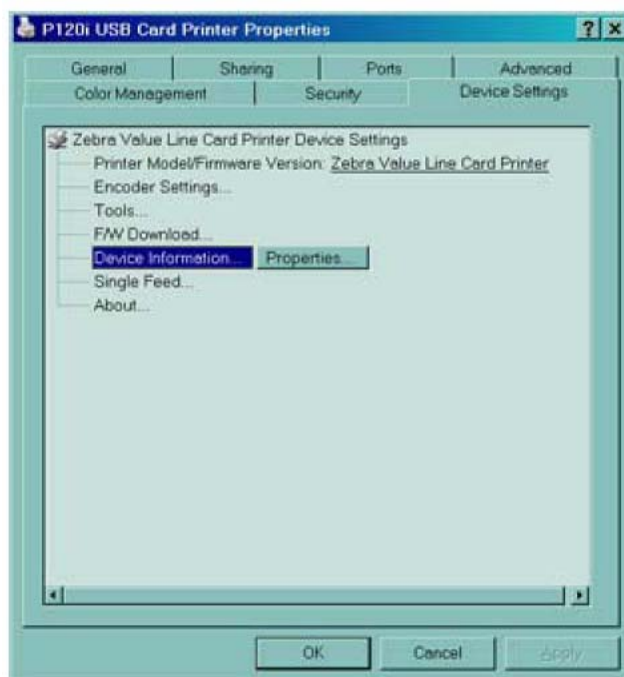 P120i USB Card Printer Properties
General Sharing Ports Advanced
Color Management Security Device Settings
Zebra Value Line Card Printer Device Settings
Printer Model/Firmware Version: Zebra Value Line Card Printer
Encoder Settings...
Tools...
F/W Download...
Device Information... Properties...
Single Feed...
About...
OK Cancel Apply